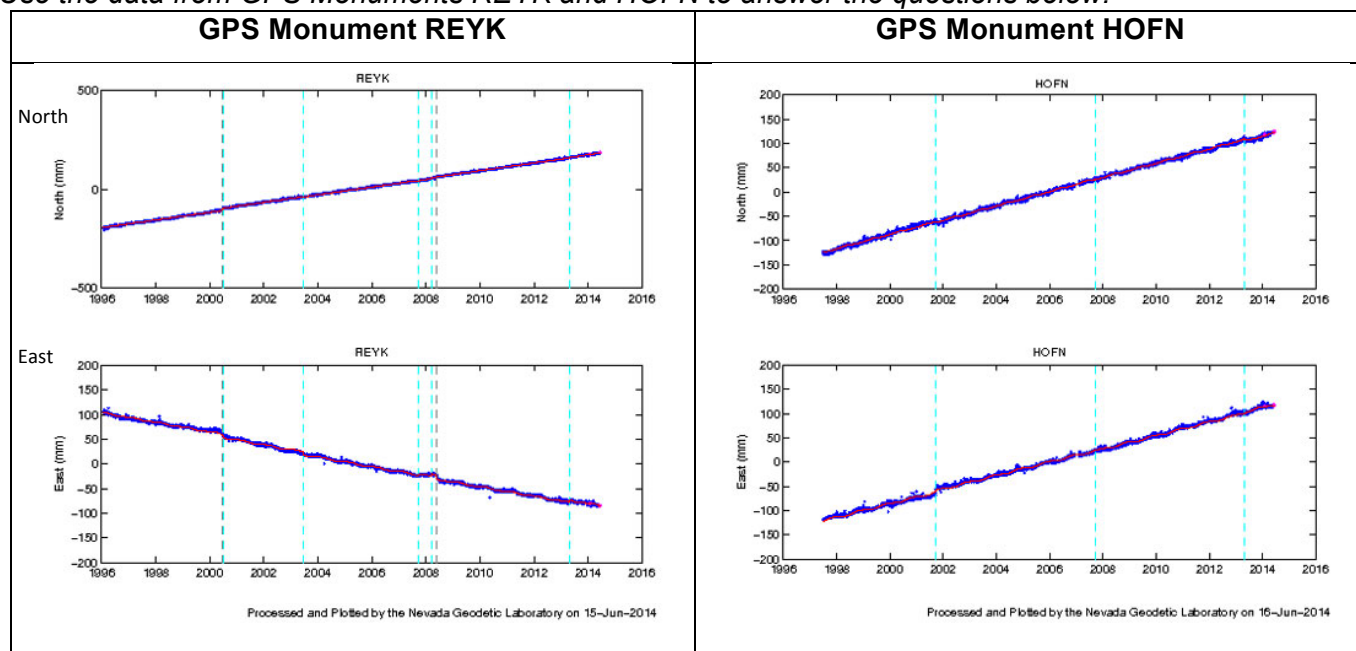 GPS Monument REYK
GPS Monument HOFN
REYK
North
500
0
−500
North (mm)
1996 1998 2000 2002 2004 2006 2008 2010 2012 2014 2016
HOFN
200
150
100
50
0
−50
−100
−150
−200
North (mm)
1996 1998 2000 2002 2004 2006 2008 2010 2012 2014 2016
East
REYK
200
150
100
50
0
−50
−100
−150
−200
East (mm)
1996 1998 2000 2002 2004 2006 2008 2010 2012 2014 2016
Processed and Plotted by the Nevada Geodetic Laboratory on 15−Jun−2014
HOFN
200
150
100
50
0
−50
−100
−150
−200
East (mm)
1996 1998 2000 2002 2004 2006 2008 2010 2012 2014 2016
Processed and Plotted by the Nevada Geodetic Laboratory on 16−Jun−2014